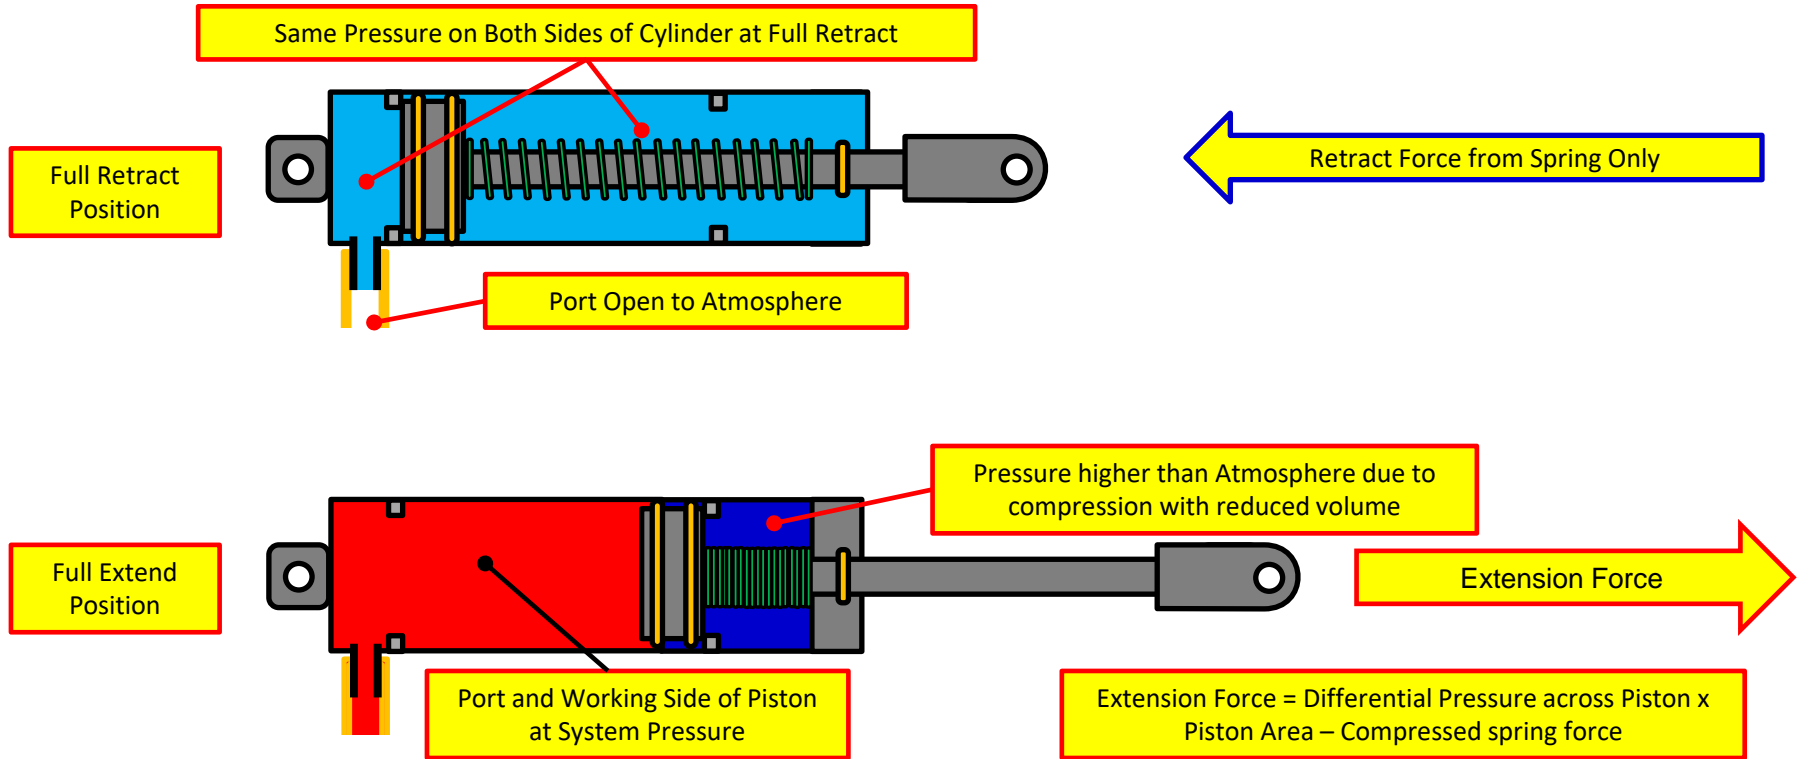 Same Pressure on Both Sides of Cylinder at Full Retract
Full Retract
Position
Retract Force from Spring Only
Port Open to Atmosphere
Pressure higher than Atmosphere due to
compression with reduced volume
Full Extend
Position
Extension Force
Port and Working Side of Piston
at System Pressure
Extension Force = Differential Pressure across Piston x
Piston Area – Compressed spring force